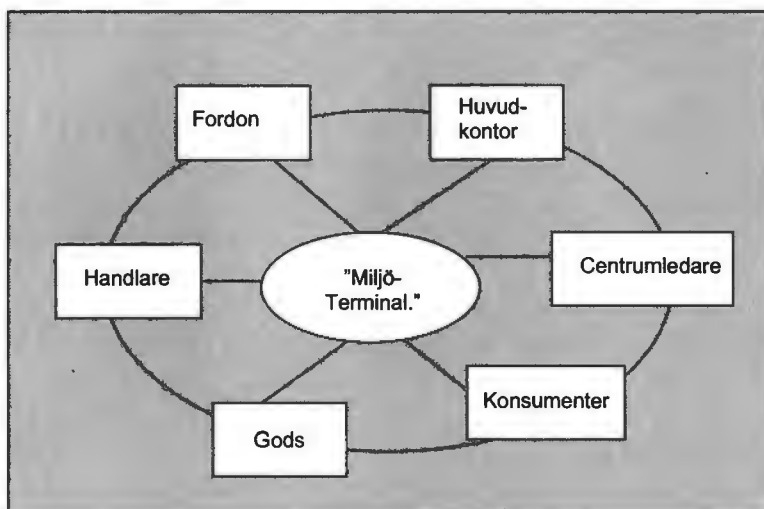 Fordon
Huvud-
kontor
Handlare
"Miljö-
Terminal."
Centrumledare
Konsumenter
Gods